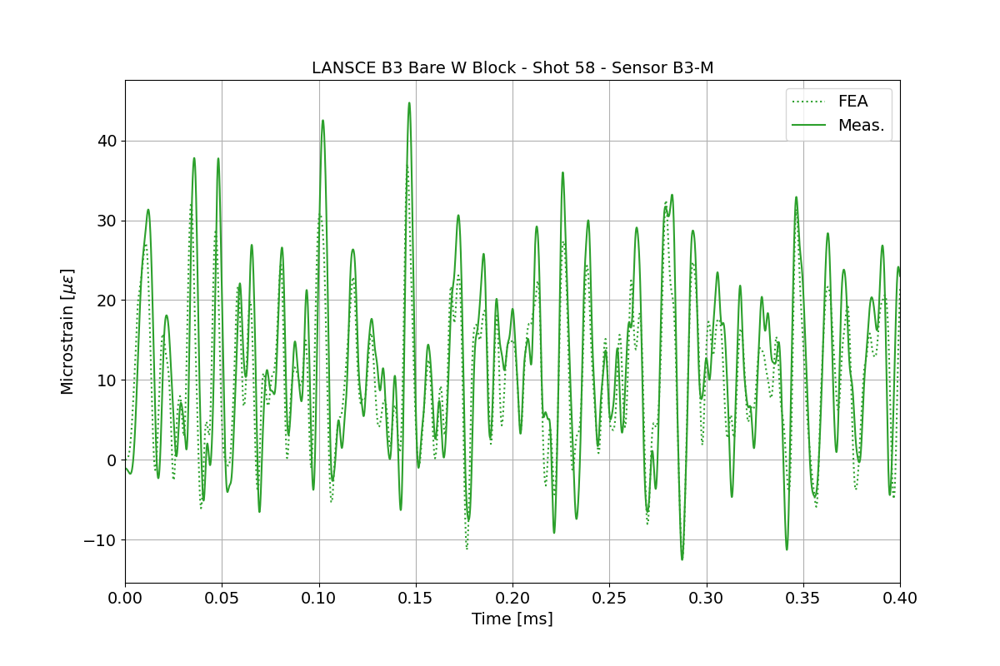 LANSCE B3 Bare W Block - Shot 58 - Sensor B3-M
FEA
Meas.
Microstrain [με]
40
30
20
10
0
−10
0.00 0.05 0.10 0.15 0.20 0.25 0.30 0.35 0.40
Time [ms]